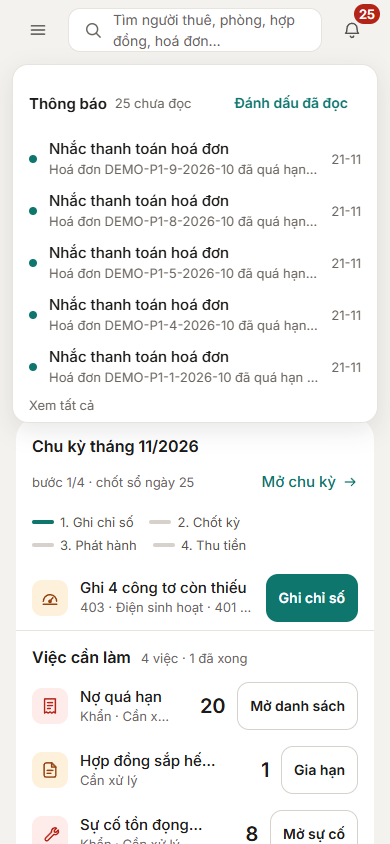 Tìm người thuê, phòng, hợp
đồng, hoá đơn...
25
Thông báo 25 chưa đọc Đánh dấu đã đọc
Nhắc thanh toán hoá đơn
Hoá đơn DEMO-P1-9-2026-10 đã quá hạn... 21-11
Nhắc thanh toán hoá đơn
Hoá đơn DEMO-P1-8-2026-10 đã quá hạn... 21-11
Nhắc thanh toán hoá đơn
Hoá đơn DEMO-P1-5-2026-10 đã quá hạn... 21-11
Nhắc thanh toán hoá đơn
Hoá đơn DEMO-P1-4-2026-10 đã quá hạn... 21-11
Nhắc thanh toán hoá đơn
Hoá đơn DEMO-P1-1-2026-10 đã quá hạn ... 21-11
Xem tất cả
Chu kỳ tháng 11/2026
bước 1/4 · chốt sổ ngày 25 Mở chu kỳ →
1. Ghi chỉ số 2. Chốt kỳ
3. Phát hành 4. Thu tiền
Ghi 4 công tơ còn thiếu
403 · Điện sinh hoạt · 401 ... Ghi chỉ số
Việc cần làm 4 việc · 1 đã xong
Nợ quá hạn
Khẩn · Cần x... 20 Mở danh sách
Hợp đồng sắp hế...
Cần xử lý 1 Gia hạn
Sự cố tồn đọng...
Khẩn · Cần xử lý 8 Mở sự cố